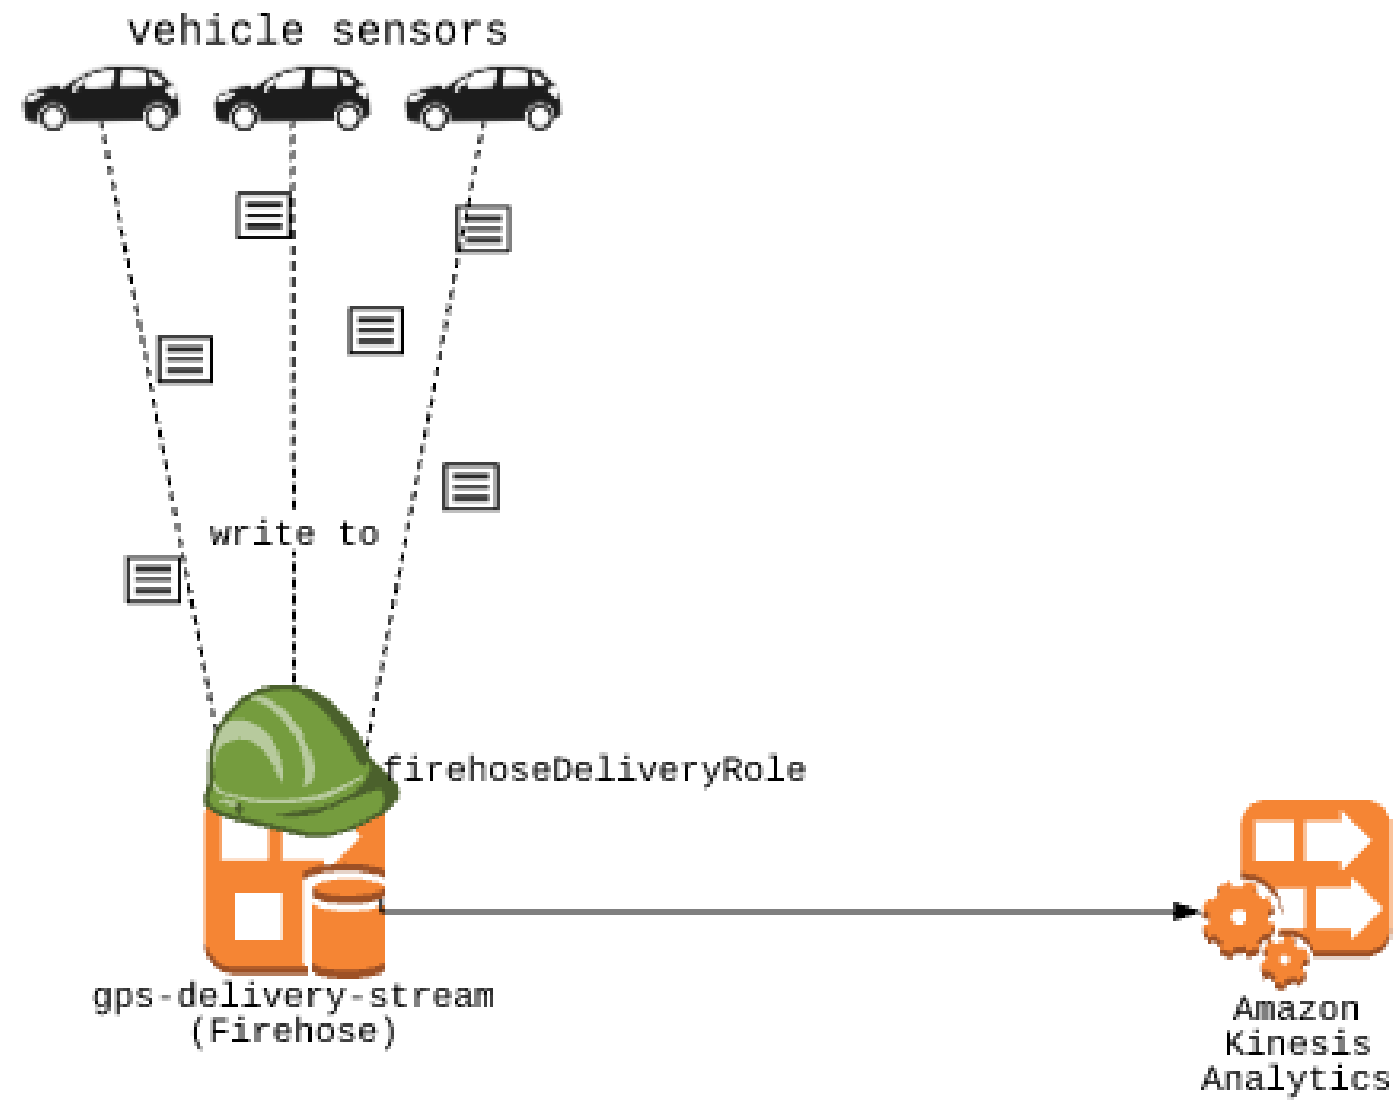 vehicle sensors
write to
firehoseDeliveryRole
gps-delivery-stream
(Firehose)
Amazon
Kinesis
Analytics